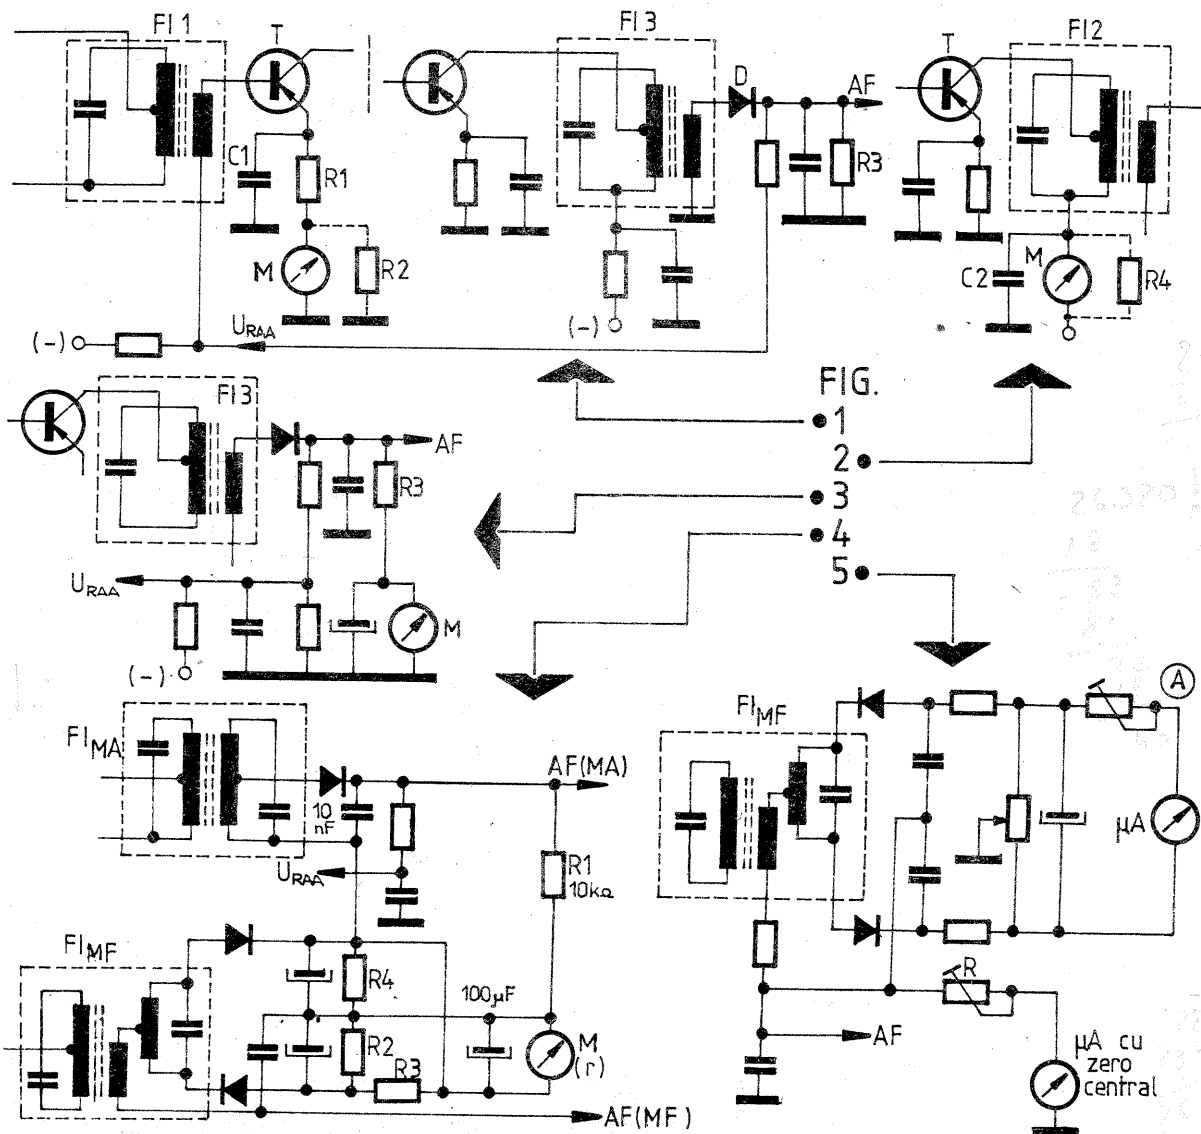 FI 1
T
FI 3
T
FI2
D
AF
C1
R1
R3
M
R2
M
C2
R4
(-)
(-)
URAA
FIG.
1
2
3
4
5
FI3
AF
R3
URAA
M
(-)
A
FIMF
FIMA
AF(MA)
10
nF
μA
URAA
R1
10kΩ
FIMF
R4
100μF
R
R2
M
(r)
AF
R3
μA cu
zero
central
AF(MF)